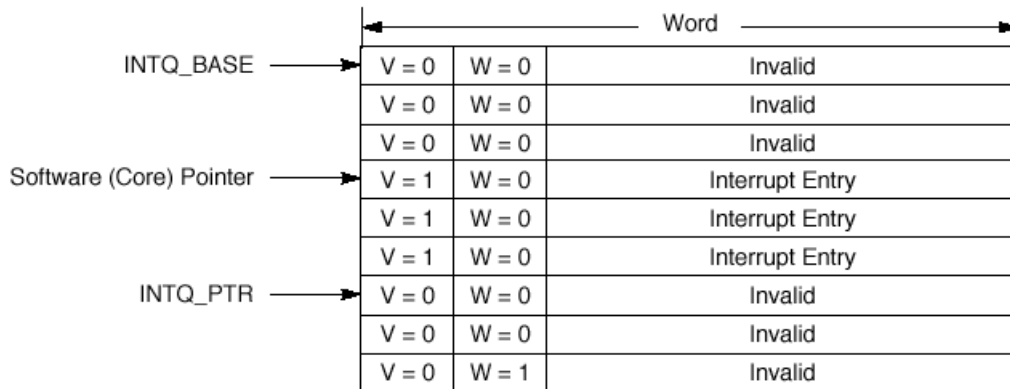 Word
INTQ_BASE V = 0 W = 0 Invalid
V = 0 W = 0 Invalid
V = 0 W = 0 Invalid
Software (Core) Pointer V = 1 W = 0 Interrupt Entry
V = 1 W = 0 Interrupt Entry
V = 1 W = 0 Interrupt Entry
INTQ_PTR V = 0 W = 0 Invalid
V = 0 W = 0 Invalid
V = 0 W = 1 Invalid